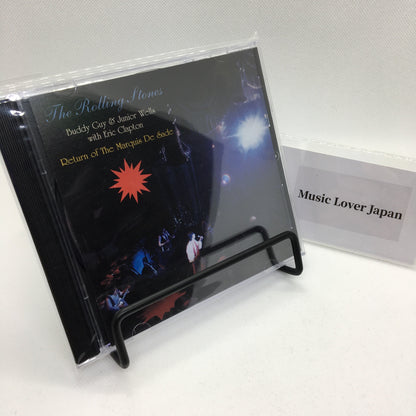 The Rolling Stones
Buddy Guy & Junior Wells
with Eric Clapton
Return of The Marquis De Sade
Music Lover Japan